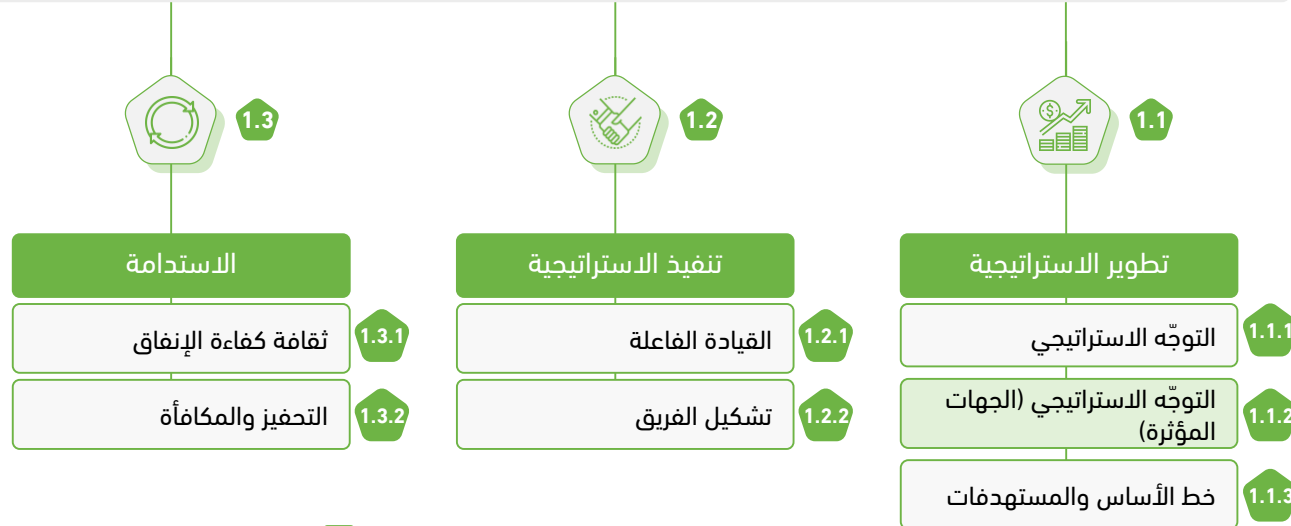 1.1
تطوير الاستراتيجية
1.1.1
التوجّه الاستراتيجي
1.1.2
التوجّه الاستراتيجي (الجهات
المؤثرة)
1.1.3
خط الأساس والمستهدفات
1.2
تنفيذ الاستراتيجية
1.2.1
القيادة الفاعلة
1.2.2
تشكيل الفريق
1.3
الاستدامة
1.3.1
ثقافة كفاءة الإنفاق
1.3.2
التحفيز والمكافأة